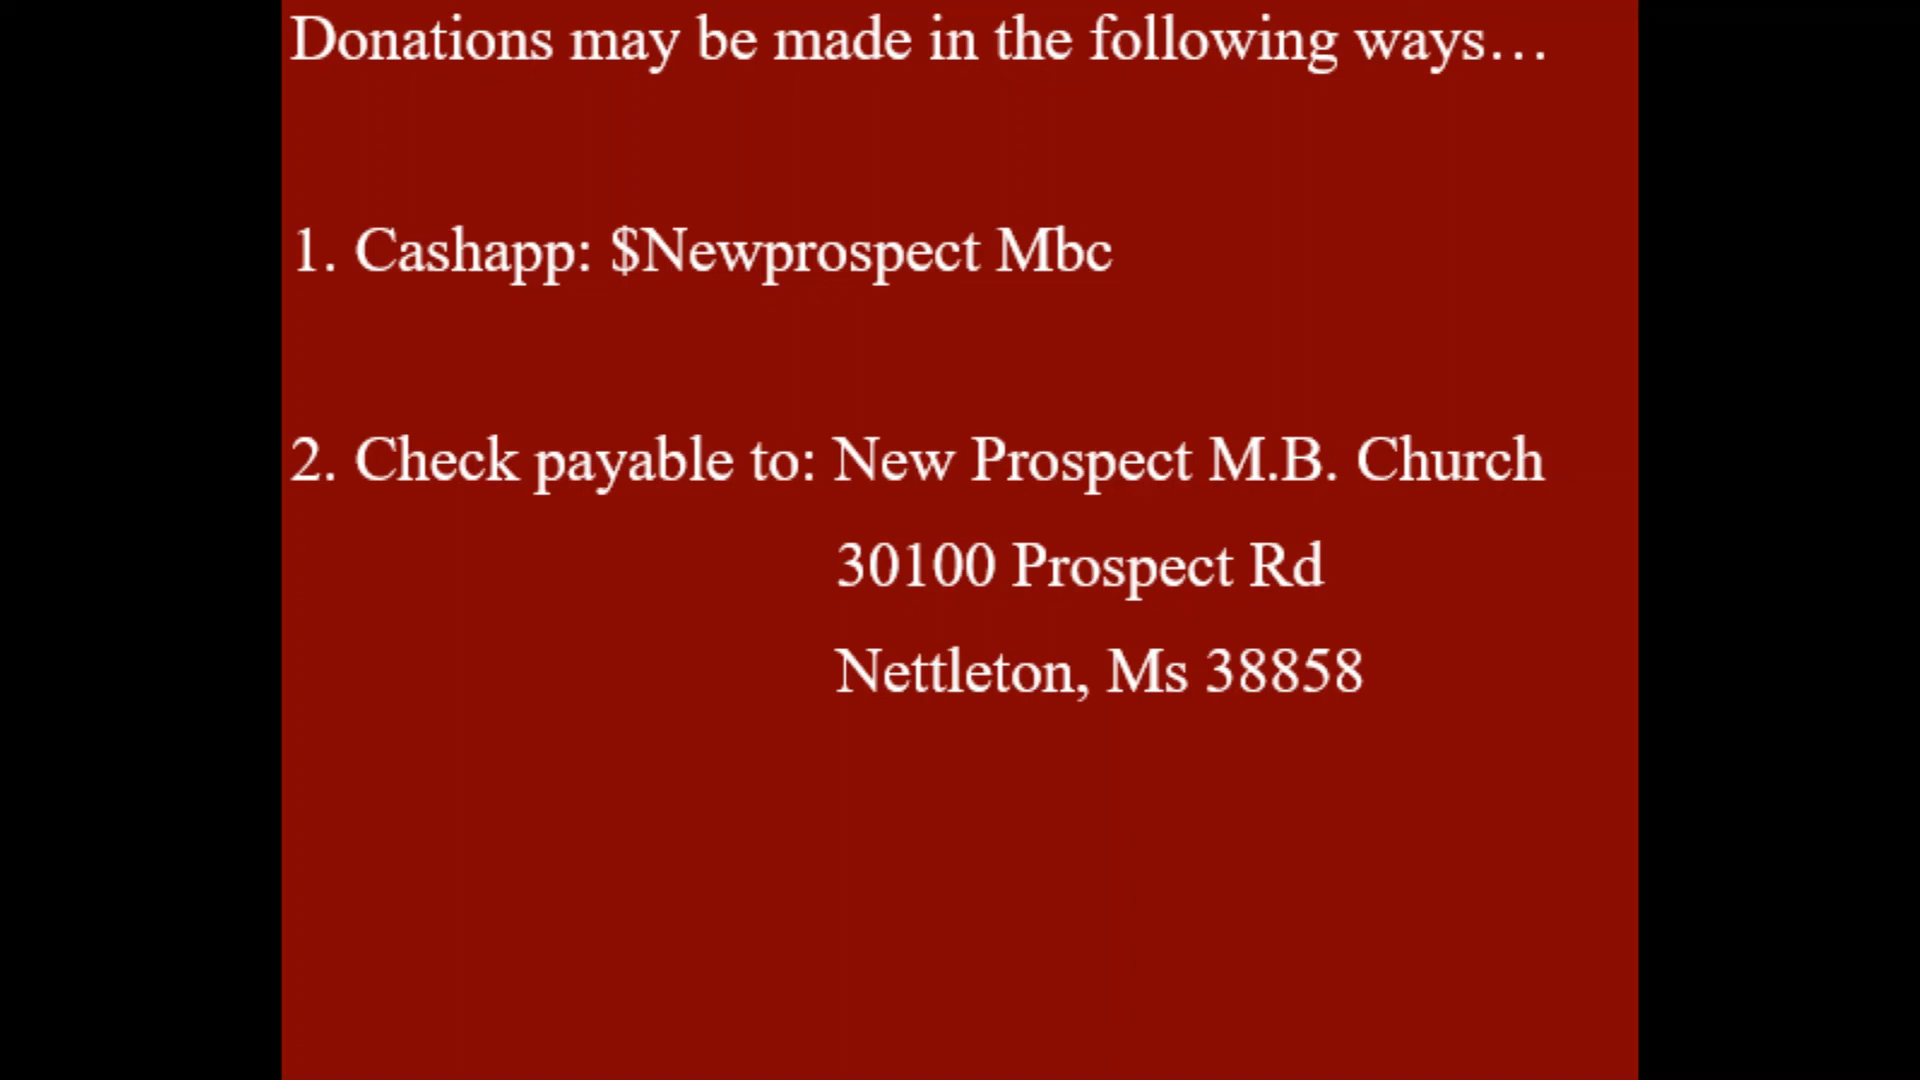 Donations may be made in the following ways…
1. Cashapp: $Newprospect Mbc
2. Check payable to: New Prospect M.B. Church
30100 Prospect Rd
Nettleton, Ms 38858